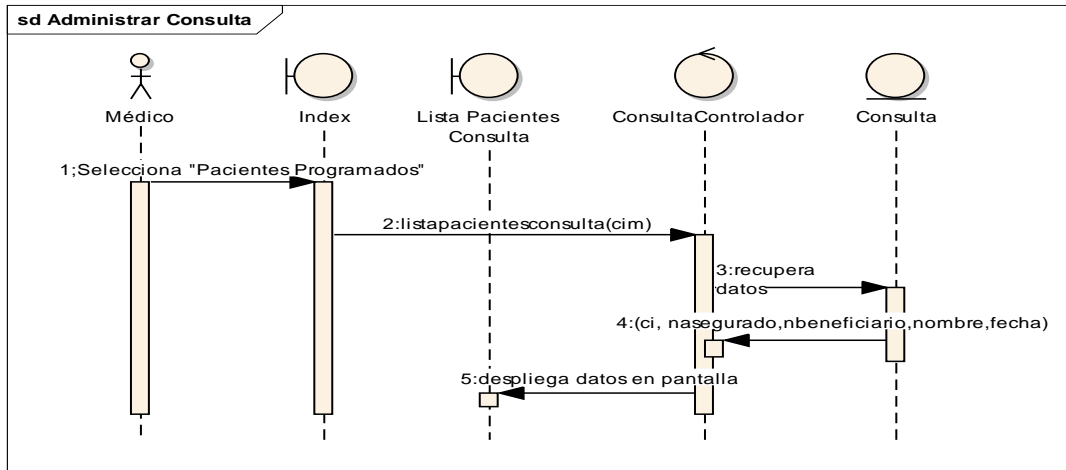 sd Administrar Consulta
Médico
Index
Lista Pacientes
Consulta
ConsultaControlador
Consulta
1;Selecciona "Pacientes Programados"
2:listapacientesconsulta(cim)
3:recupera
datos
4:(ci, nasegurado,nbeneficiario,nombre,fecha)
5:despliega datos en pantalla